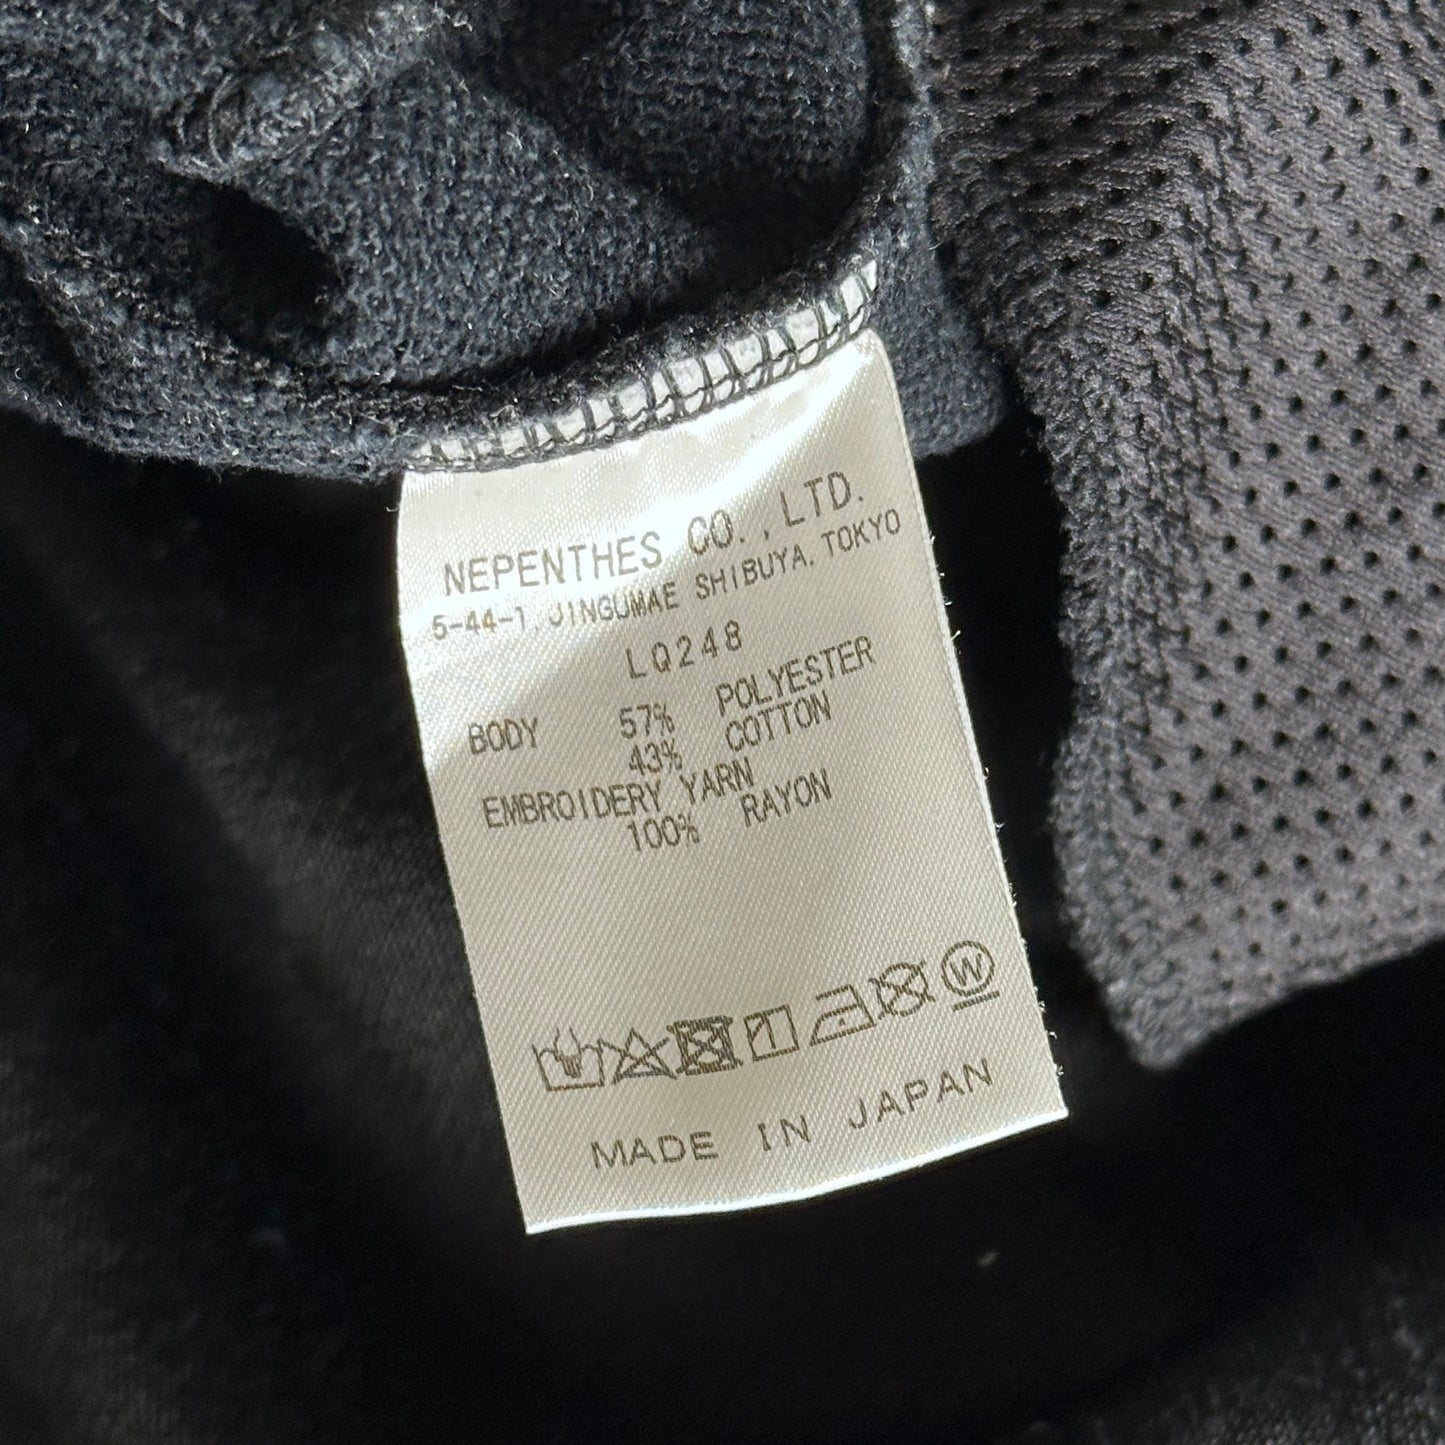 NEPENTHES CO., LTD.
5-44-1, JINGUMAE SHIBUYA, TOKYO
LQ248
BODY 57% POLYESTER
43% COTTON
EMBROIDERY YARN
100% RAYON
W
MADE IN JAPAN